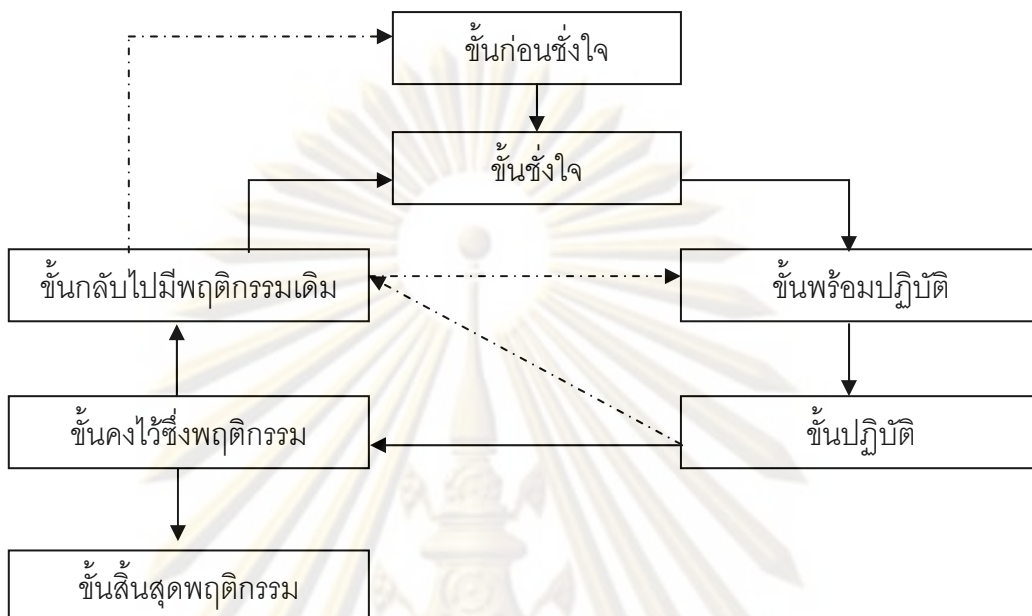 ขั้นก่อนชั่งใจ
ขั้นชั่งใจ
ขั้นกลับไปมีพฤติกรรมเดิม
ขั้นพร้อมปฏิบัติ
ขั้นคงไว้ซึ่งพฤติกรรม
ขั้นปฏิบัติ
ขั้นสิ้นสุดพฤติกรรม